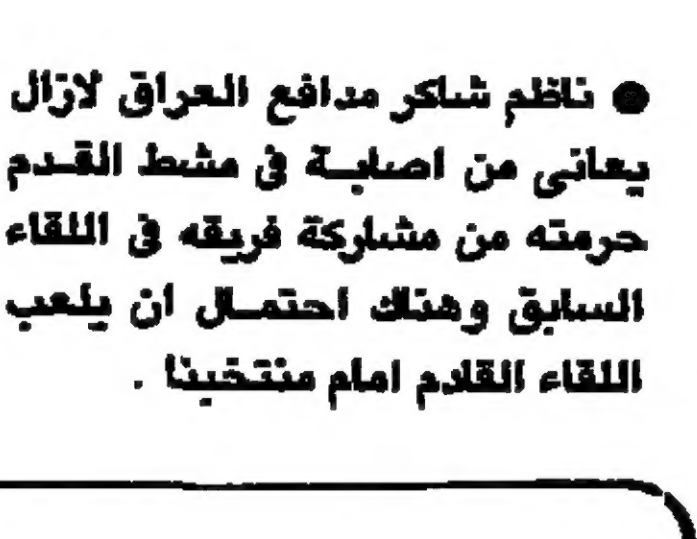 ● ناظم شاكر مدافع العراق لازال
يعانى من اصابـة فى مشط القـدم
حرمته من مشاركة فريقه فى اللقاء
السابق وهناك احتمـال ان يلعب
اللقاء القادم امام منتخبنا .